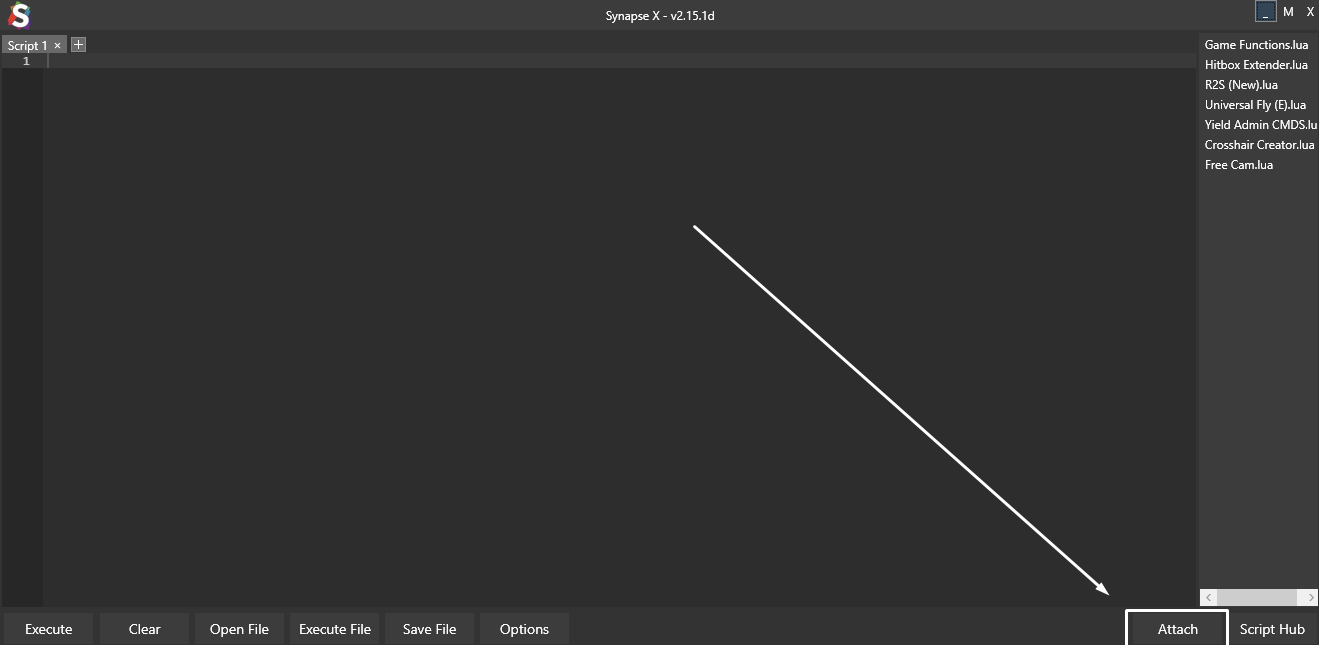 S
Synapse X - v2.15.1d
_ M X
Script 1 × +
1
Game Functions.lua
Hitbox Extender.lua
R2S (New).lua
Universal Fly (E).lua
Yield Admin CMDS.lu
Crosshair Creator.lua
Free Cam.lua
Execute Clear Open File Execute File Save File Options Attach Script Hub